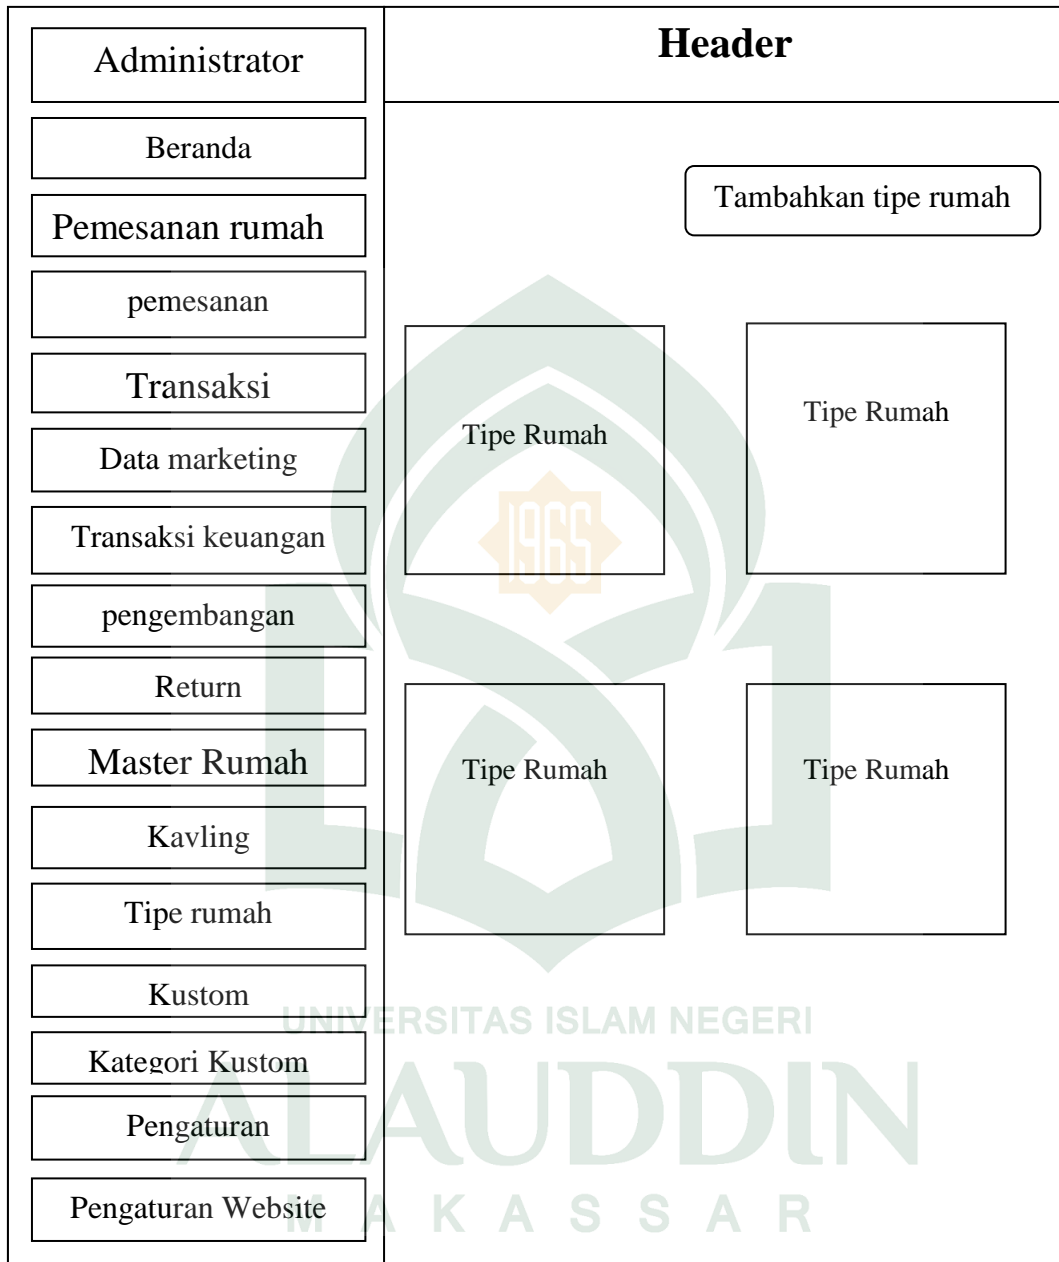 Administrator
Beranda
Pemesanan rumah
pemesanan
Transaksi
Data marketing
Transaksi keuangan
pengembangan
Return
Master Rumah
Kavling
Tipe rumah
Kustom
Kategori Kustom
Pengaturan
Pengaturan Website
Header
Tambahkan tipe rumah
Tipe Rumah
Tipe Rumah
Tipe Rumah
Tipe Rumah
1965
UNIVERSITAS ISLAM NEGERI
ALAUDDIN
MAKASSAR